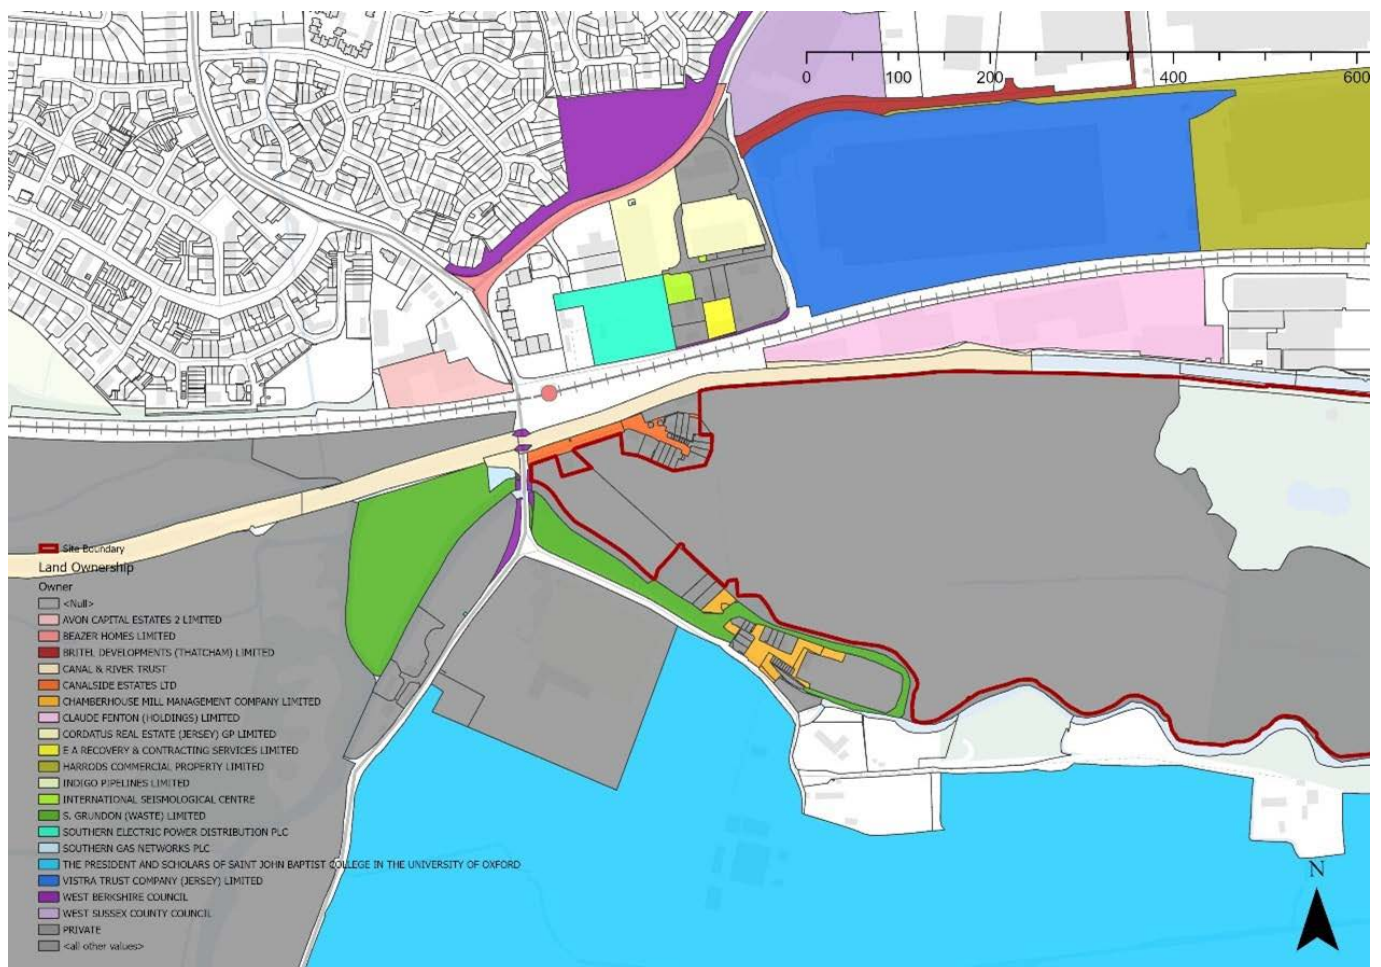 0 100 200 400 600
Site Boundary
Land Ownership
Owner
<Null>
AVON CAPITAL ESTATES 2 LIMITED
BEAZER HOMES LIMITED
BRITEL DEVELOPMENTS (THATCHAM) LIMITED
CANAL & RIVER TRUST
CANALSIDE ESTATES LTD
CHAMBERHOUSE MILL MANAGEMENT COMPANY LIMITED
CLAUDE FENTON (HOLDINGS) LIMITED
CORDATUS REAL ESTATE (JERSEY) GP LIMITED
E A RECOVERY & CONTRACTING SERVICES LIMITED
HARRODS COMMERCIAL PROPERTY LIMITED
INDIGO PIPELINES LIMITED
INTERNATIONAL SEISMOLOGICAL CENTRE
S. GRUNDON (WASTE) LIMITED
SOUTHERN ELECTRIC POWER DISTRIBUTION PLC
SOUTHERN GAS NETWORKS PLC
THE PRESIDENT AND SCHOLARS OF SAINT JOHN BAPTIST COLLEGE IN THE UNIVERSITY OF OXFORD
VISTRA TRUST COMPANY (JERSEY) LIMITED
WEST BERKSHIRE COUNCIL
WEST SUSSEX COUNTY COUNCIL
PRIVATE
<all other values>
N